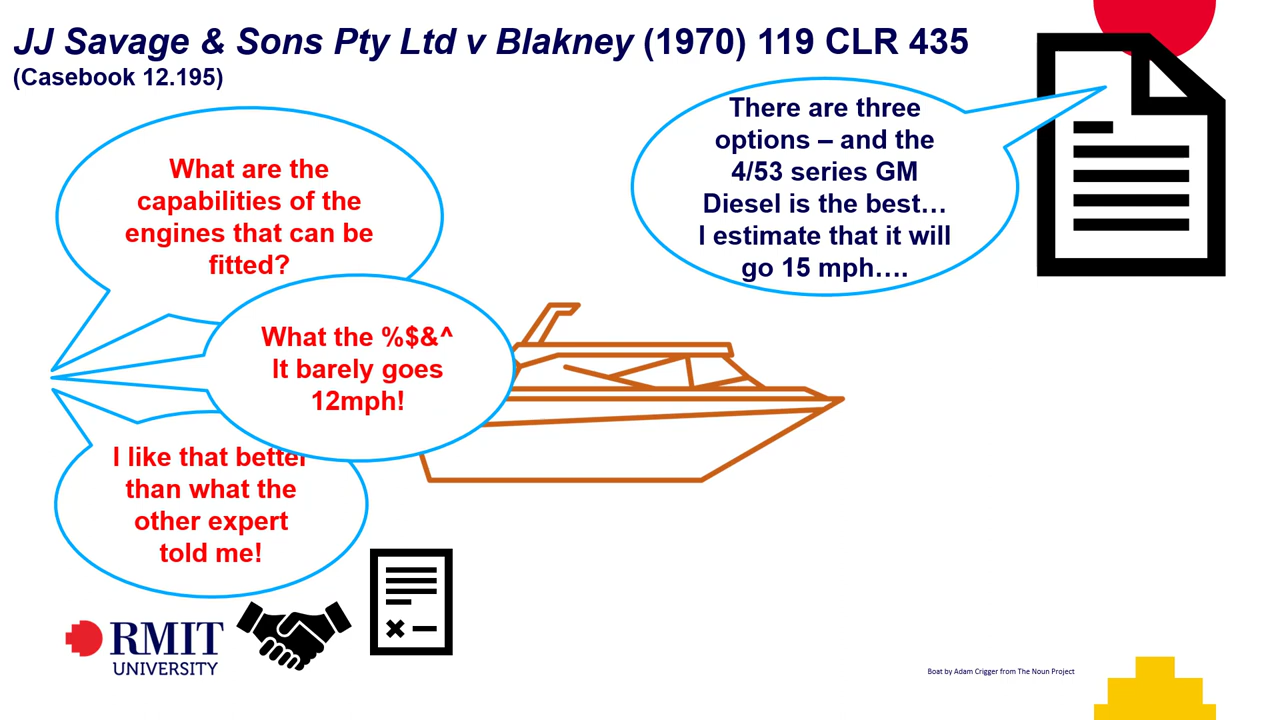 JJ Savage & Sons Pty Ltd v Blakney (1970) 119 CLR 435
(Casebook 12.195)
What are the
capabilities of the
engines that can be
fitted?
There are three
options – and the
4/53 series GM
Diesel is the best…
I estimate that it will
go 15 mph….
What the %$&^
It barely goes
12mph!
I like that better
than what the
other expert
told me!
RMIT
UNIVERSITY
Boat by Adam Crigger from The Noun Project